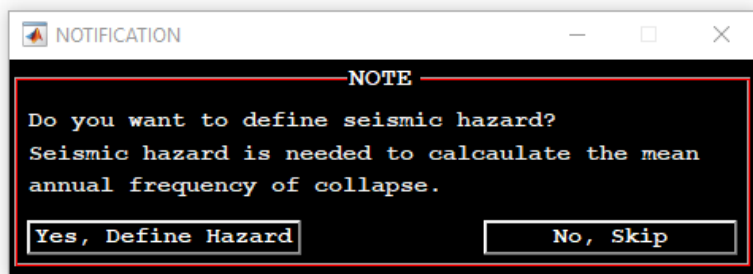 NOTIFICATION
NOTE
Do you want to define seismic hazard?
Seismic hazard is needed to calcaulate the mean
annual frequency of collapse.
Yes, Define Hazard
No, Skip